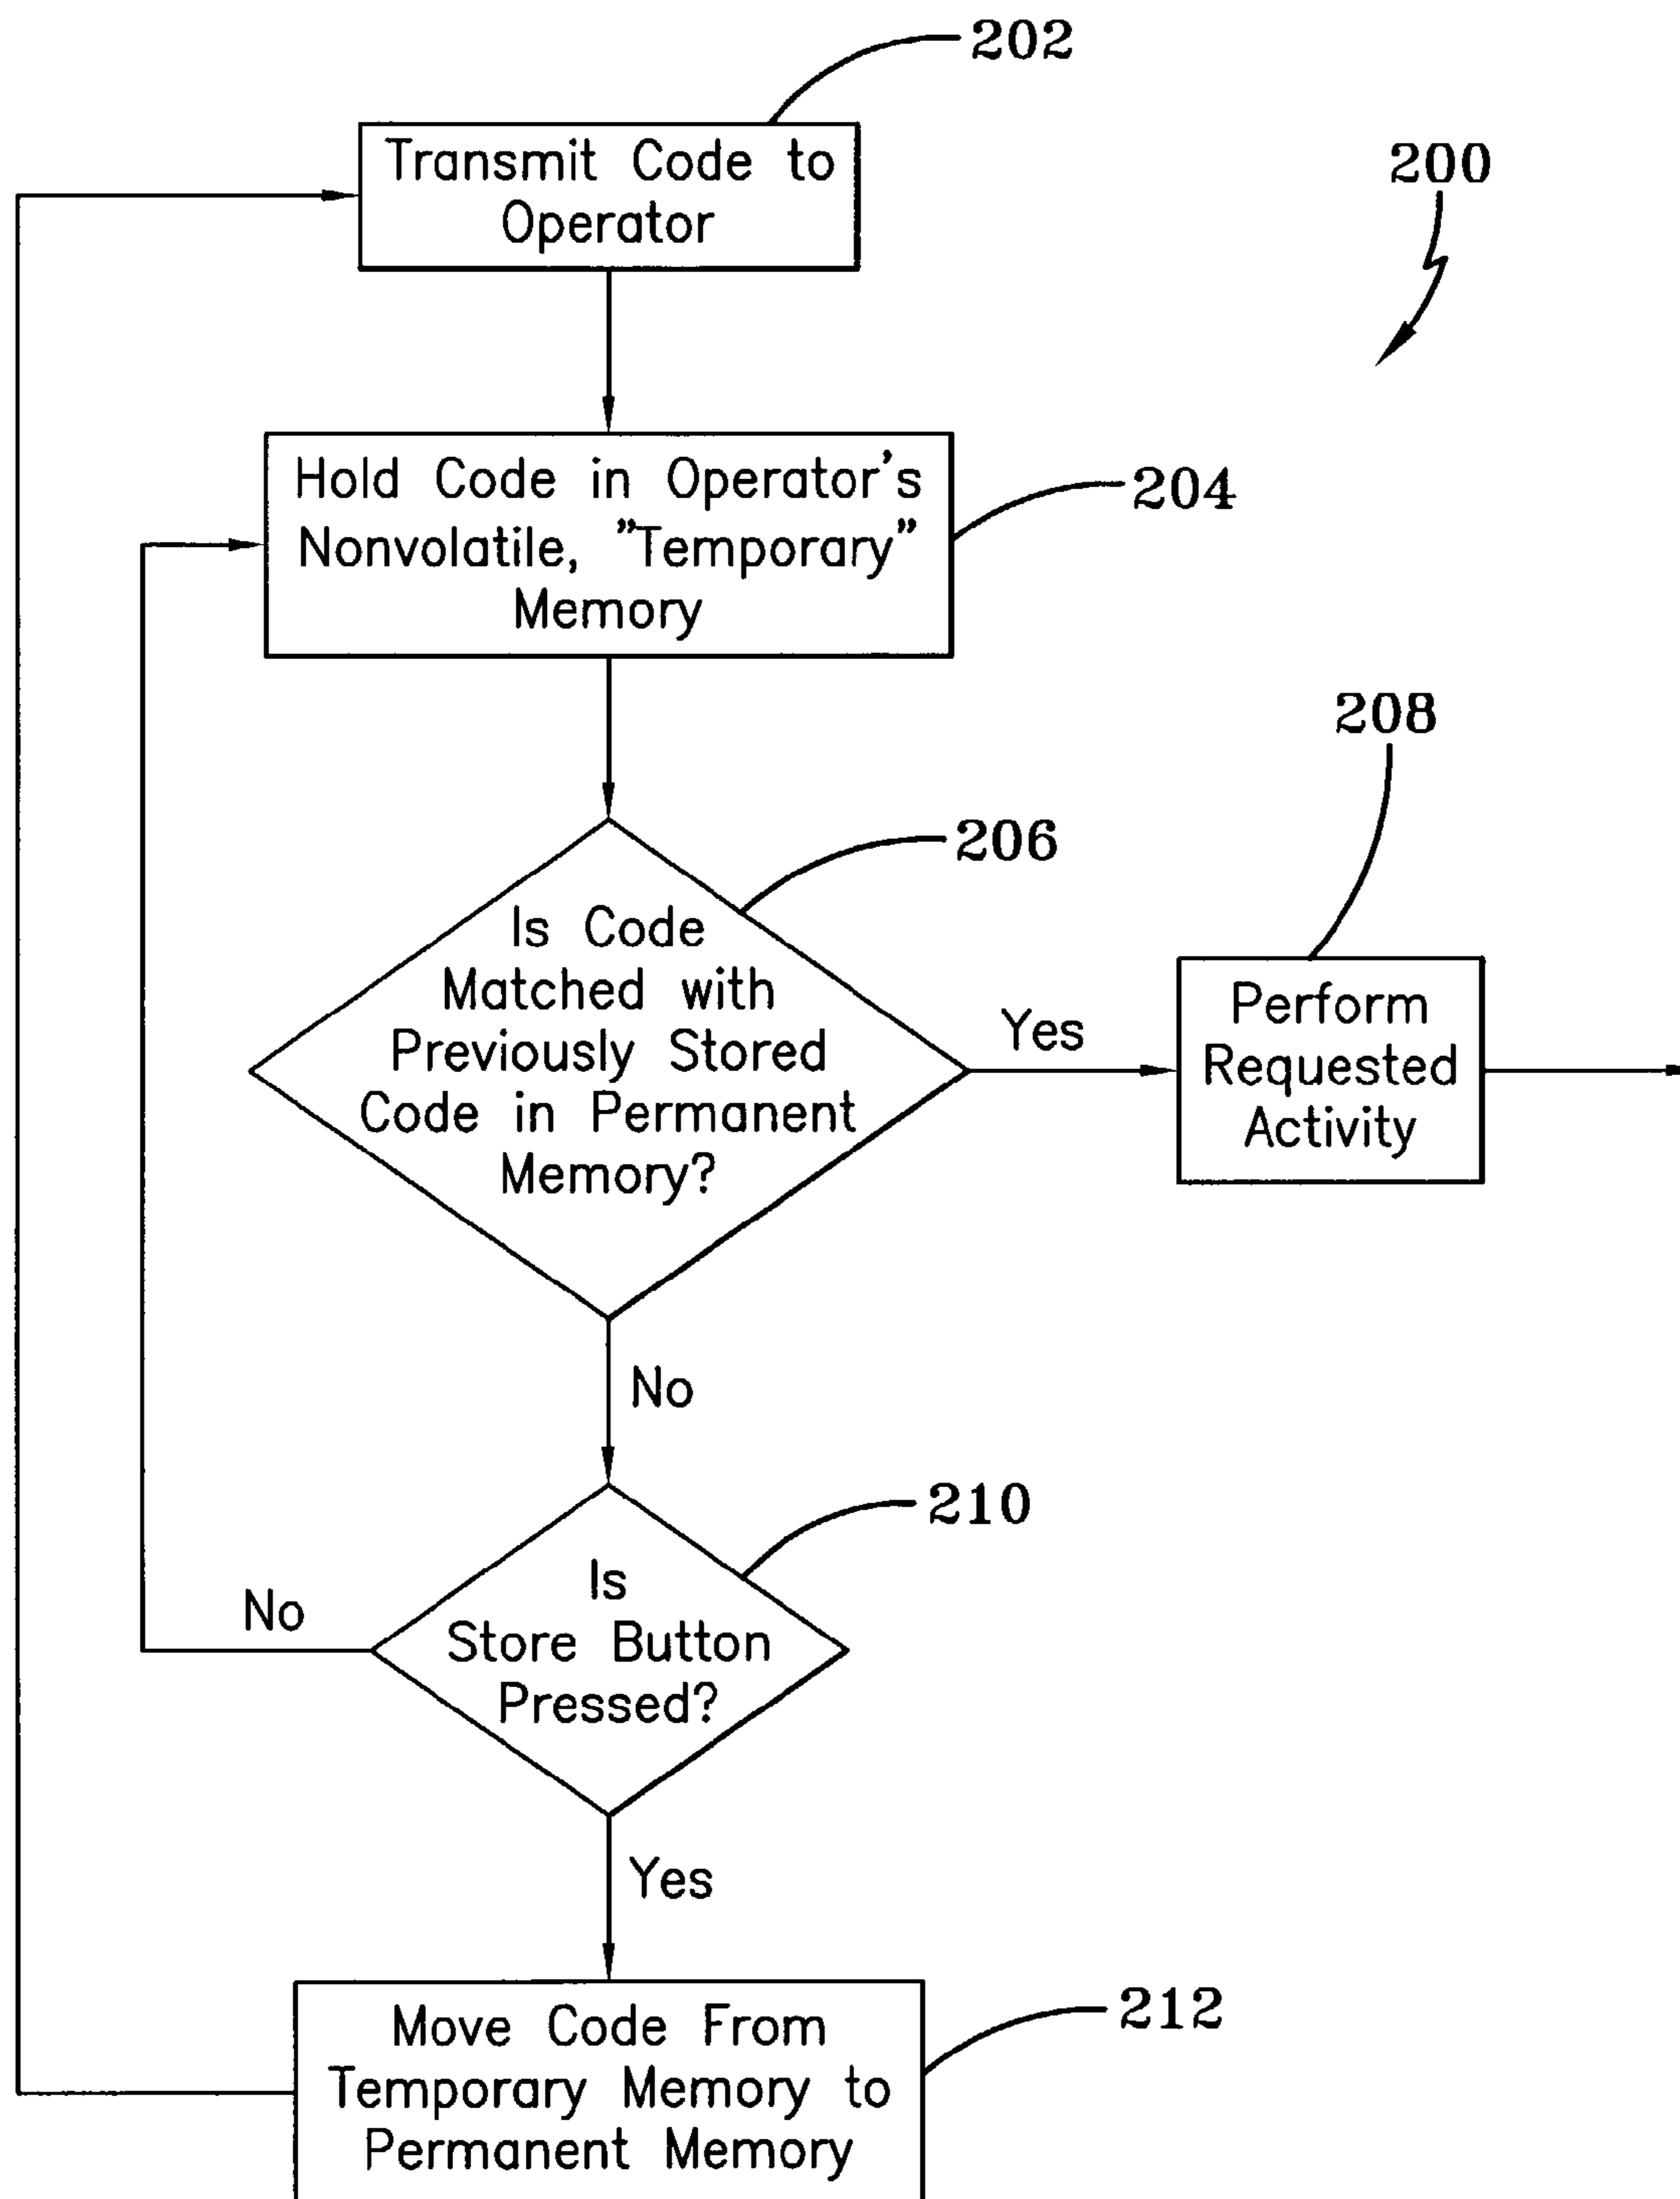 202
Transmit Code to
Operator
200
Hold Code in Operator's
Nonvolatile, "Temporary"
Memory
204
206
208
Is Code
Matched with
Previously Stored
Code in Permanent
Memory?
Yes
Perform
Requested
Activity
No
210
Is
Store Button
Pressed?
No
Yes
212
Move Code From
Temporary Memory to
Permanent Memory